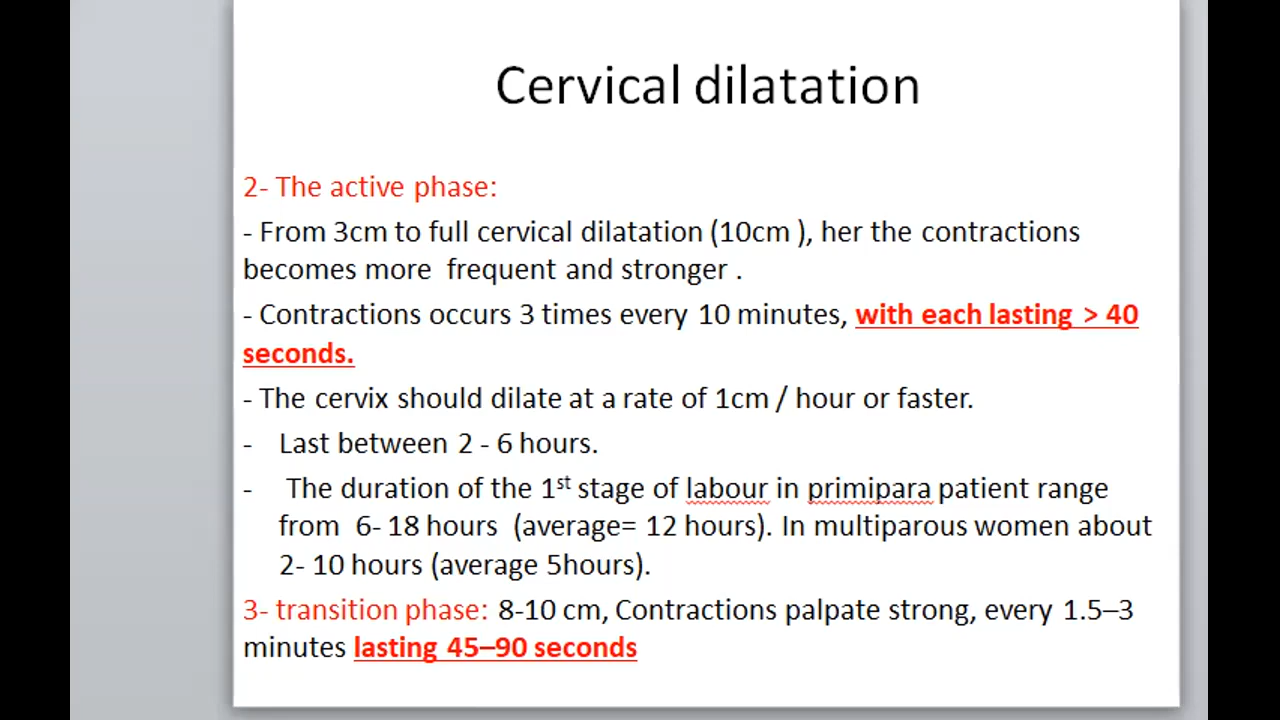 Cervical dilatation
2- The active phase:
- From 3cm to full cervical dilatation (10cm ), her the contractions
becomes more  frequent and stronger .
- Contractions occurs 3 times every 10 minutes, with each lasting > 40
seconds.
- The cervix should dilate at a rate of 1cm / hour or faster.
- Last between 2 - 6 hours.
- The duration of the 1st stage of labour in primipara patient range
from  6- 18 hours  (average= 12 hours). In multiparous women about
2- 10 hours (average 5hours).
3- transition phase: 8-10 cm, Contractions palpate strong, every 1.5–3
minutes lasting 45–90 seconds